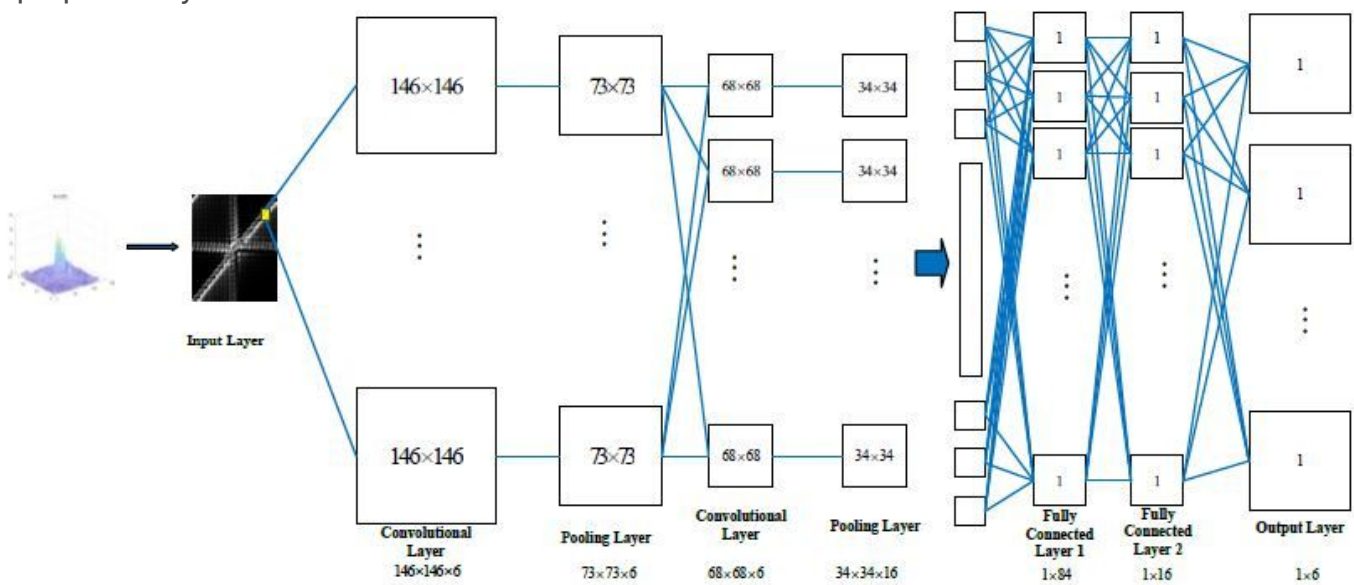 146×146
73×73
68×68
34×34
1
1
1
68×68
34×34
1
1
1
1
1
Input Layer
146×146
73×73
68×68
34×34
1
1
1
Convolutional
Layer
146×146×6
Pooling Layer
73×73×6
Convolutional
Layer
68×68×6
Pooling Layer
34×34×16
Fully
Connected
Layer 1
1×84
Fully
Connected
Layer 2
1×16
Output Layer
1×6